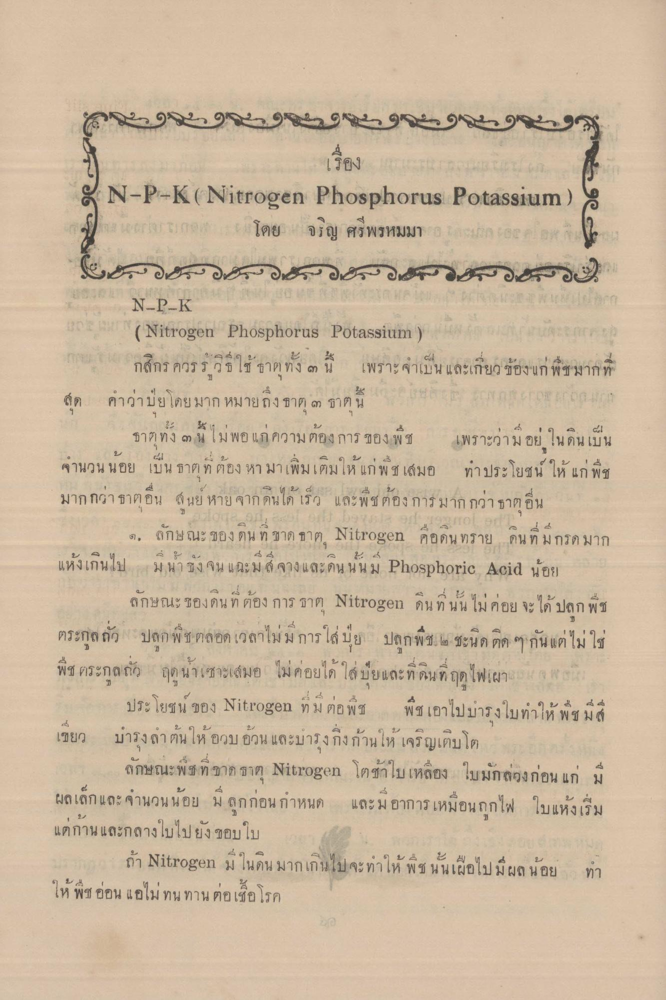 เรื่อง
N-P-K ( Nitrogen Phosphorus Potassium )
โดย จริญ ศรีพรหมมา
N-P-K
( Nitrogen Phosphorus Potassium )
กสิกรควรรู้วิธีใช้ธาตุทั้ง ๓ นี้ เพราะจำเป็นและเกี่ยวข้องแก่พืชมากที่
สุด คำว่าปุ๋ยโดยมากหมายถึงธาตุ ๓ ธาตุนี้
ธาตุทั้ง ๓ นี้ ไม่พอแก่ความต้องการของพืช เพราะว่ามีอยู่ในดินเป็น
จำนวนน้อย เป็นธาตุที่ต้องหามาเพิ่มเติมให้แก่พืชเสมอ ทำประโยชน์ให้แก่พืช
มากกว่าธาตุอื่น สูนย์หายจากดินได้เร็ว และพืชต้องการมากกว่าธาตุอื่น
๑. ลักษณะของดินที่ขาดธาตุ Nitrogen คือดินทราย ดินที่มีกรดมาก
แห้งเกินไป มีน้ำขังจนแฉะมีสีจางและดินนั้นมี Phosphoric Acid น้อย
ลักษณะของดินที่ต้องการธาตุ Nitrogen ดินที่นั้นไม่ค่อยจะได้ปลูกพืช
ตระกูลถั่ว ปลูกพืชตลอดเวลาไม่มีการใส่ปุ๋ย ปลูกพืช ๒ ชะนิดติดๆกันแต่ไม่ใช่
พืชตระกูลถั่ว ฤดูน้ำเซาะเสมอ ไม่ค่อยได้ใส่ปุ๋ยและที่ดินที่ฤดูไฟเผา
ประโยชน์ของ Nitrogen ที่มีต่อพืช พืชเอาไปบำรุงใบทำให้พืชมีสี
เขียว บำรุงลำต้นให้อวบอ้วนและบำรุงกิ่งก้านให้เจริญเติบโต
ลักษณะพืชที่ขาดธาตุ Nitrogen โตช้าใบเหลือง ใบมักล่วงก่อนแก่ มี
ผลเล็กและจำนวนน้อย มีลูกก่อนกำหนด และมีอาการเหมือนถูกไฟ ใบแห้งเริ่ม
แต่ก้านและกลางใบไปยังขอบใบ
ถ้า Nitrogen มีในดินมากเกินไปจะทำให้พืชนั้นเผือไปมีผลน้อย ทำ
ให้พืชอ่อนแอไม่ทนทานต่อเชื้อโรค